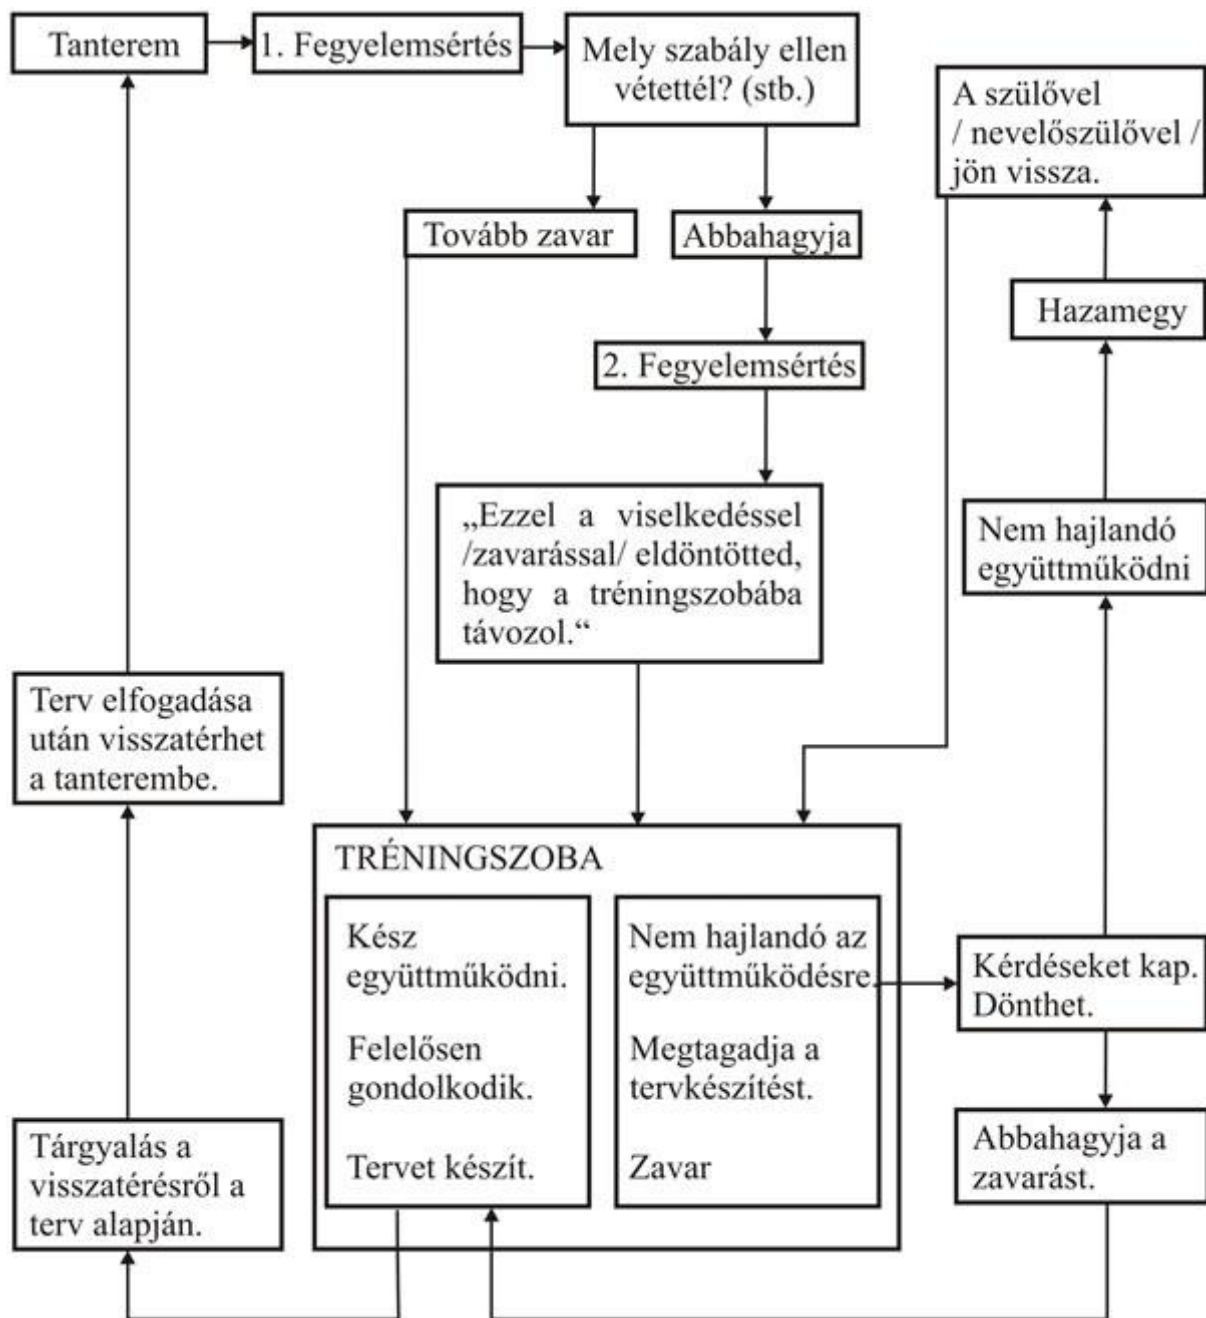 Tanterem
1. Fegyelemsértés
Mely szabály ellen
vétettél? (stb.)
A szülővel
/ nevelőszülővel /
jön vissza.
Tovább zavar
Abbahagyja
Hazamegy
2. Fegyelemsértés
„Ezzel a viselkedéssel
/zavarással/ eldöntötted,
hogy a tréningszobába
távozol.“
Nem hajlandó
együttműködni
Terv elfogadása
után visszatérhet
a tanterembe.
TRÉNINGSZOBA
Kész
együttműködni.
Felelősen
gondolkodik.
Tervet készít.
Nem hajlandó az
együttműködésre.
Megtagadja a
tervkészítést.
Zavar
Kérdéseket kap.
Dönthet.
Abbahagyja a
zavarást.
Tárgyalás a
visszatérésről a
terv alapján.